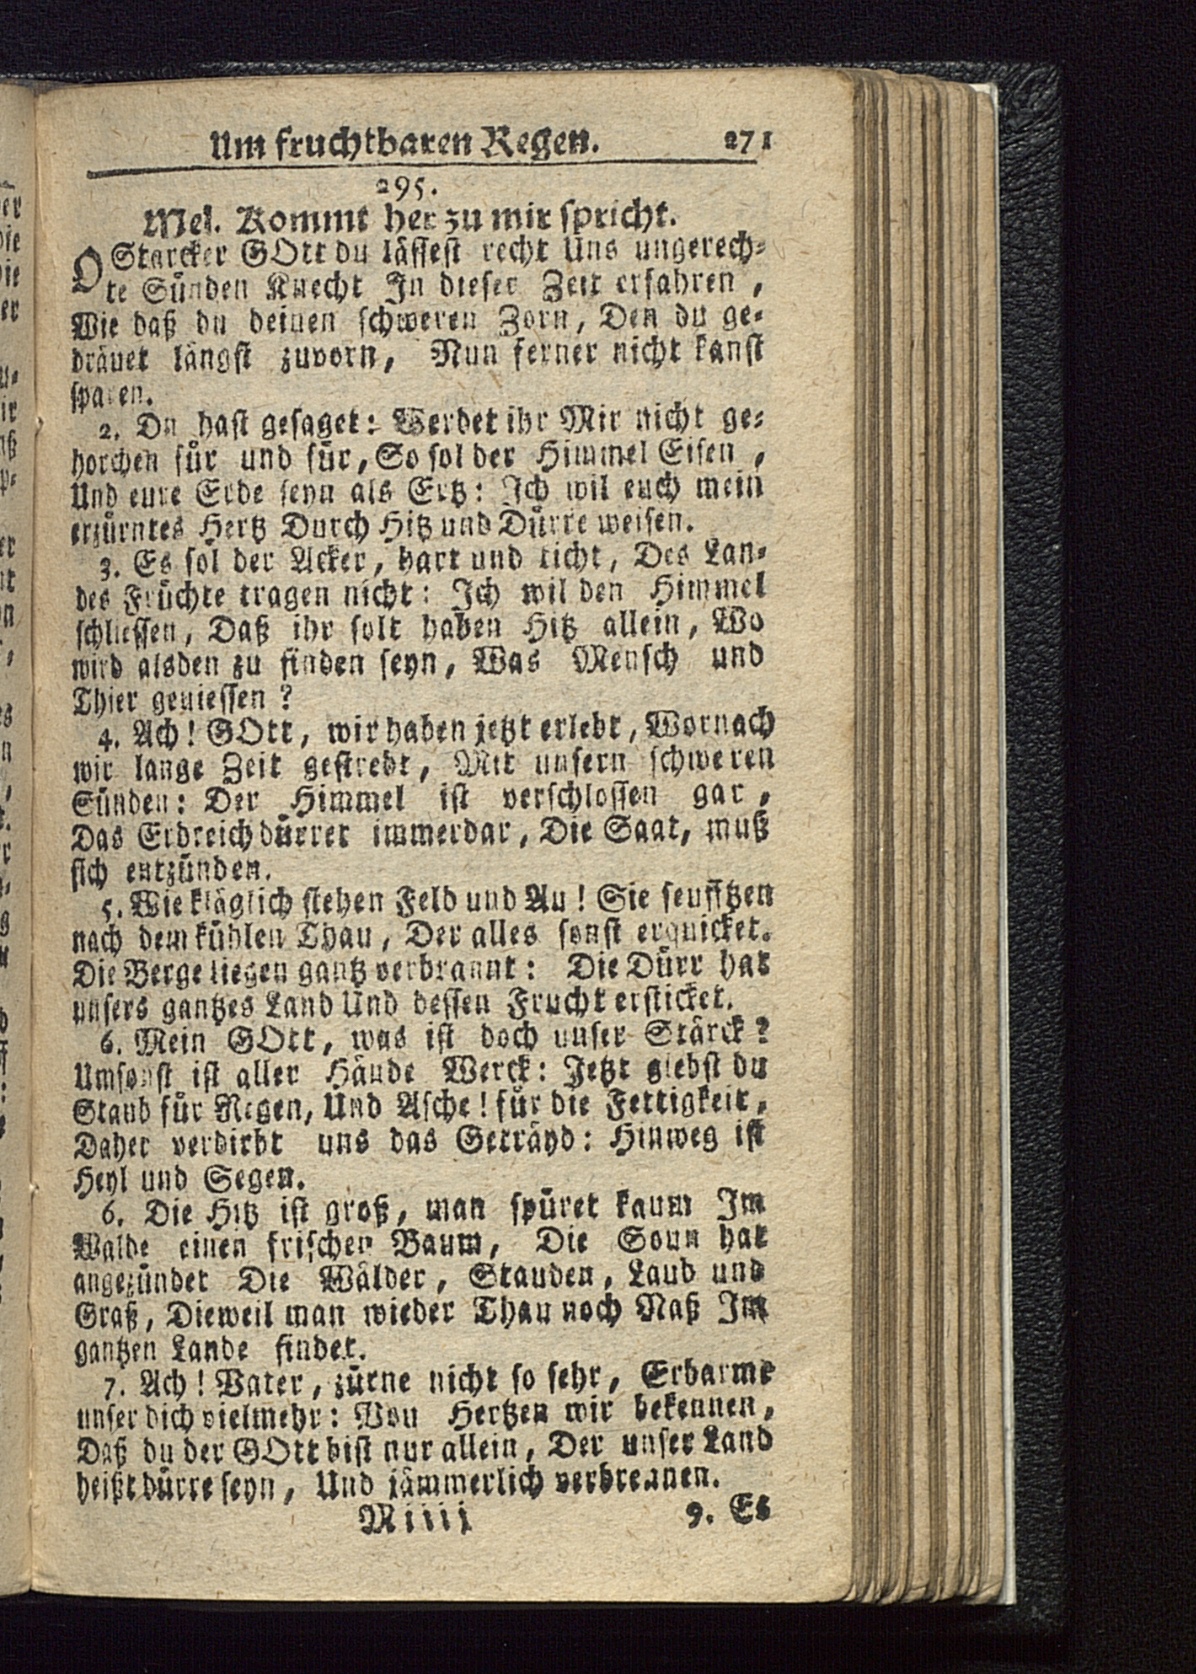 Um fruchtbaren Regen. 271
295.
Mel. Kommt her zu mir spricht.
O Starcker GOtt du lässest recht Uns ungerech-
te Sünden Knecht In dieser Zeit erfahren,
Wie daß du deinen schweren Zorn, Den du ge-
dräuet längst zuvorn, Nun ferner nicht kanst
sparen.
2. Du hast gesaget: Werdet ihr Mir nicht ge-
horchen für und für, So sol der Himmel Eisen,
Und eure Erde seyn als Ertz: Ich wil euch mein
erzürntes Hertz Durch Hitz und Dürre weisen.
3. Es sol der Acker, hart und ticht, Des Lan-
des Früchte tragen nicht: Ich wil den Himmel
schliessen, Daß ihr solt haben Hitz allein, Wo
wird alsden zu finden seyn, Was Mensch und
Thier geniessen?
4. Ach! GOtt, wir haben jetzt erlebt, Wornach
wir lange Zeit gestrebt, Mit unsern schweren
Sünden: Der Himmel ist verschlossen gar,
Das Erdreich dürret immerdar, Die Saat, muß
sich entzünden.
5. Wie kläglich stehen Feld und Au! Sie seufftzen
nach dem kühlen Thau, Der alles sonst erquicket.
Die Berge liegen gantz verbrannt: Die Dürr hat
unsers gantzes Land Und dessen Frucht ersticket.
6. Mein GOtt, was ist doch unser Stärck?
Umsonst ist aller Hände Werck: Jetzt giebst du
Staub für Regen, Und Asche! für die Fettigkeit,
Daher verdirbt uns das Geträyd: Hinweg ist
Heyl und Segen.
6. Die Hitz ist groß, man spüret kaum Im
Walde einen frischen Baum, Die Sonn hat
angezündet Die Wälder, Stauden, Laub und
Graß, Dieweil man wieder Thau noch Naß Im
gantzen Lande findet.
7. Ach! Vater, zürne nicht so sehr, Erbarme
unser dich vielmehr: Von Hertzen wir bekennen,
Daß du der GOtt bist nur allein, Der unser Land
heißt dürre seyn, Und jämmerlich verbrennen.
M iiij 9. Es